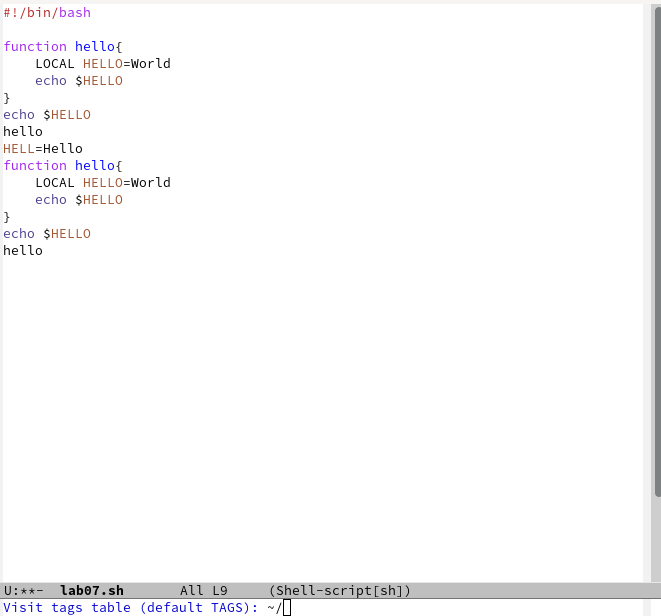 #!/bin/bash

function hello{
    LOCAL HELLO=World
    echo $HELLO
}
echo $HELLO
hello
HELL=Hello
function hello{
    LOCAL HELLO=World
    echo $HELLO
}
echo $HELLO
hello
U:**-  lab07.sh       All L9     (Shell-script[sh])
Visit tags table (default TAGS): ~/